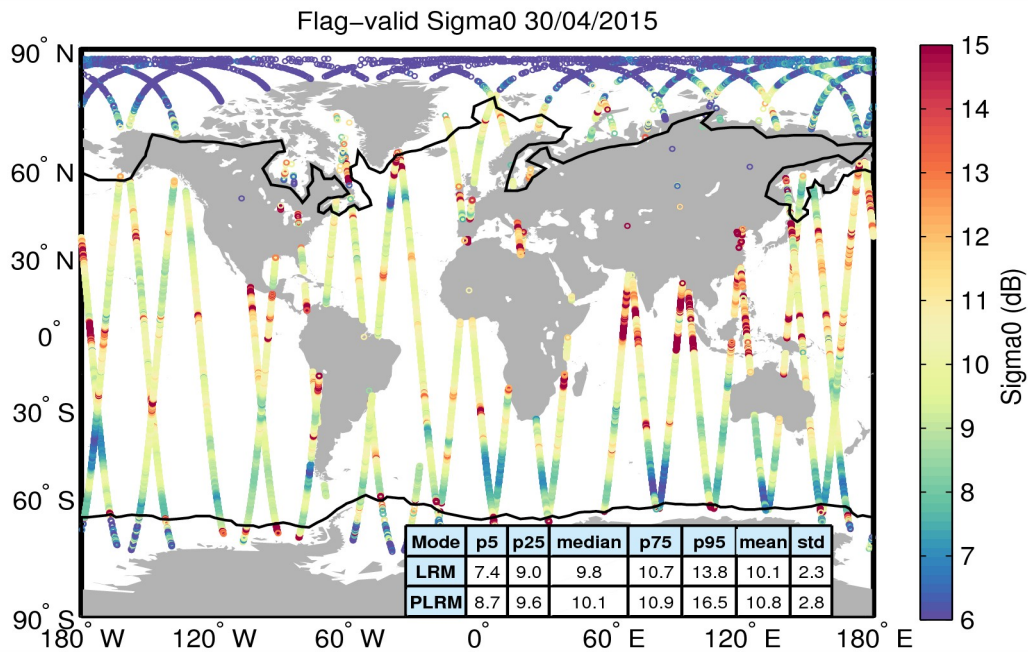 Flag−valid Sigma0 30/04/2015
90° N
60° N
30° N
0°
30° S
60° S
90° S
180° W
120° W
60° W
0°
60° E
120° E
180° E
Mode p5 p25 median p75 p95 mean std
LRM 7.4 9.0 9.8 10.7 13.8 10.1 2.3
PLRM 8.7 9.6 10.1 10.9 16.5 10.8 2.8
15
14
13
12
11
10
9
8
7
6
Sigma0 (dB)